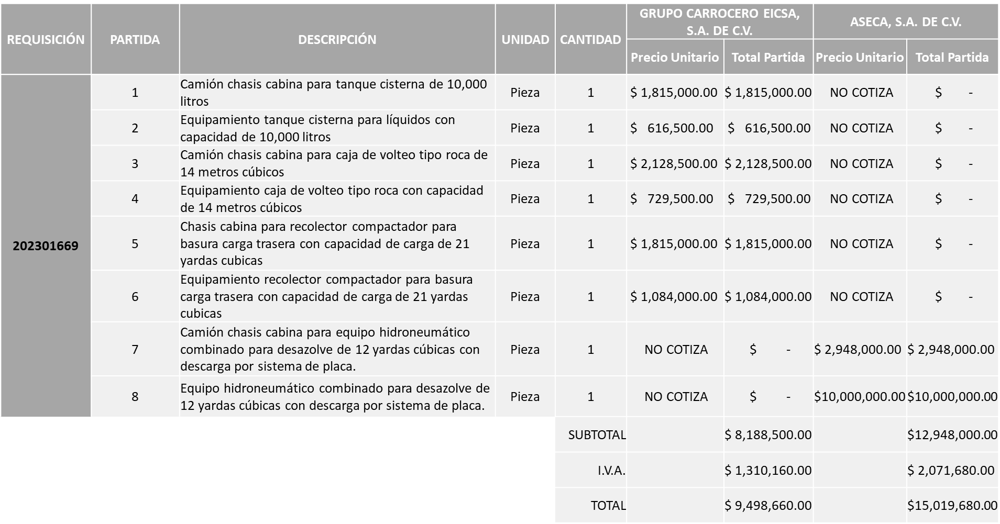 REQUISICIÓN PARTIDA DESCRIPCIÓN UNIDAD CANTIDAD
GRUPO CARROCERO EICSA,
S.A. DE C.V.
ASECA, S.A. DE C.V.
Precio Unitario Total Partida Precio Unitario Total Partida
202301669
1 Camión chasis cabina para tanque cisterna de 10,000
litros
Pieza 1 $ 1,815,000.00 $ 1,815,000.00 NO COTIZA $ -
2 Equipamiento tanque cisterna para líquidos con
capacidad de 10,000 litros
Pieza 1 $ 616,500.00 $ 616,500.00 NO COTIZA $ -
3 Camión chasis cabina para caja de volteo tipo roca de
14 metros cúbicos
Pieza 1 $ 2,128,500.00 $ 2,128,500.00 NO COTIZA $ -
4 Equipamiento caja de volteo tipo roca con capacidad
de 14 metros cúbicos
Pieza 1 $ 729,500.00 $ 729,500.00 NO COTIZA $ -
5 Chasis cabina para recolector compactador para
basura carga trasera con capacidad de carga de 21
yardas cubicas
Pieza 1 $ 1,815,000.00 $ 1,815,000.00 NO COTIZA $ -
6 Equipamiento recolector compactador para basura
carga trasera con capacidad de carga de 21 yardas
cubicas
Pieza 1 $ 1,084,000.00 $ 1,084,000.00 NO COTIZA $ -
7 Camión chasis cabina para equipo hidroneumático
combinado para desazolve de 12 yardas cúbicas con
descarga por sistema de placa.
Pieza 1 NO COTIZA $ - $ 2,948,000.00 $ 2,948,000.00
8 Equipo hidroneumático combinado para desazolve de
12 yardas cúbicas con descarga por sistema de placa.
Pieza 1 NO COTIZA $ - $10,000,000.00 $10,000,000.00
SUBTOTAL $ 8,188,500.00 $12,948,000.00
I.V.A. $ 1,310,160.00 $ 2,071,680.00
TOTAL $ 9,498,660.00 $15,019,680.00